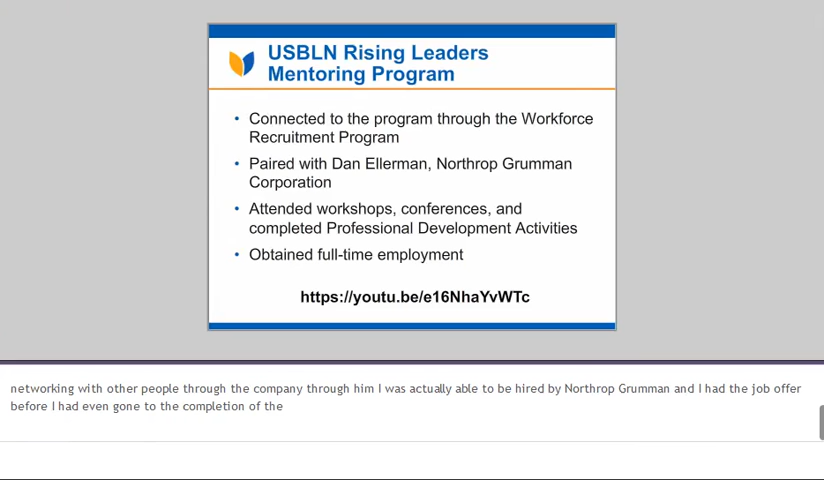 USBLN Rising Leaders
Mentoring Program
• Connected to the program through the Workforce
Recruitment Program
• Paired with Dan Ellerman, Northrop Grumman
Corporation
• Attended workshops, conferences, and
completed Professional Development Activities
• Obtained full-time employment
https://youtu.be/e16NhaYvWTc
networking with other people through the company through him I was actually able to be hired by Northrop Grumman and I had the job offer
before I had even gone to the completion of the